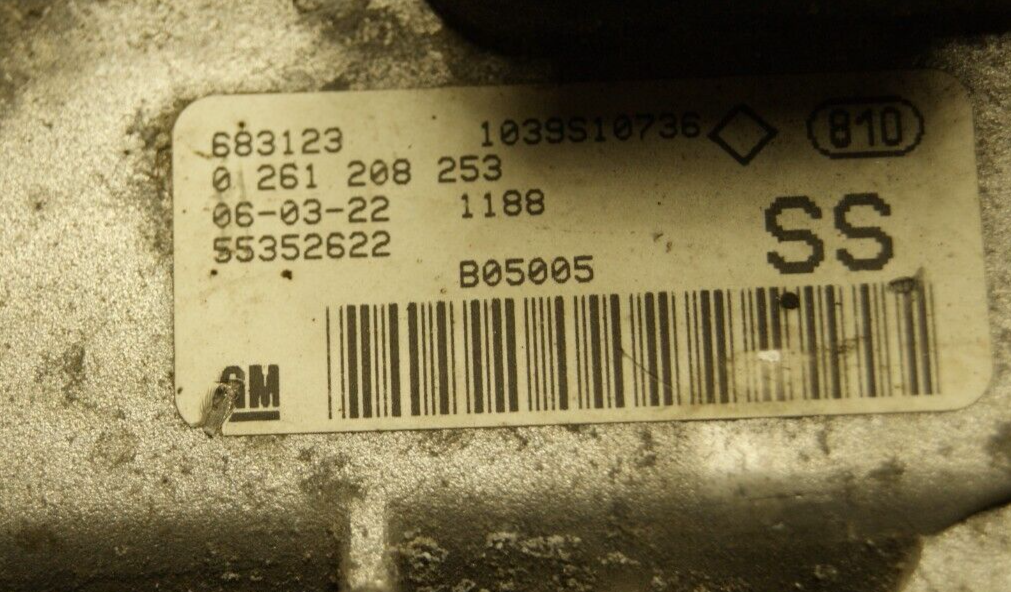 683123 1039S10736 810
0 261 208 253
06-03-22 1188
55352622 SS
B05005
GM